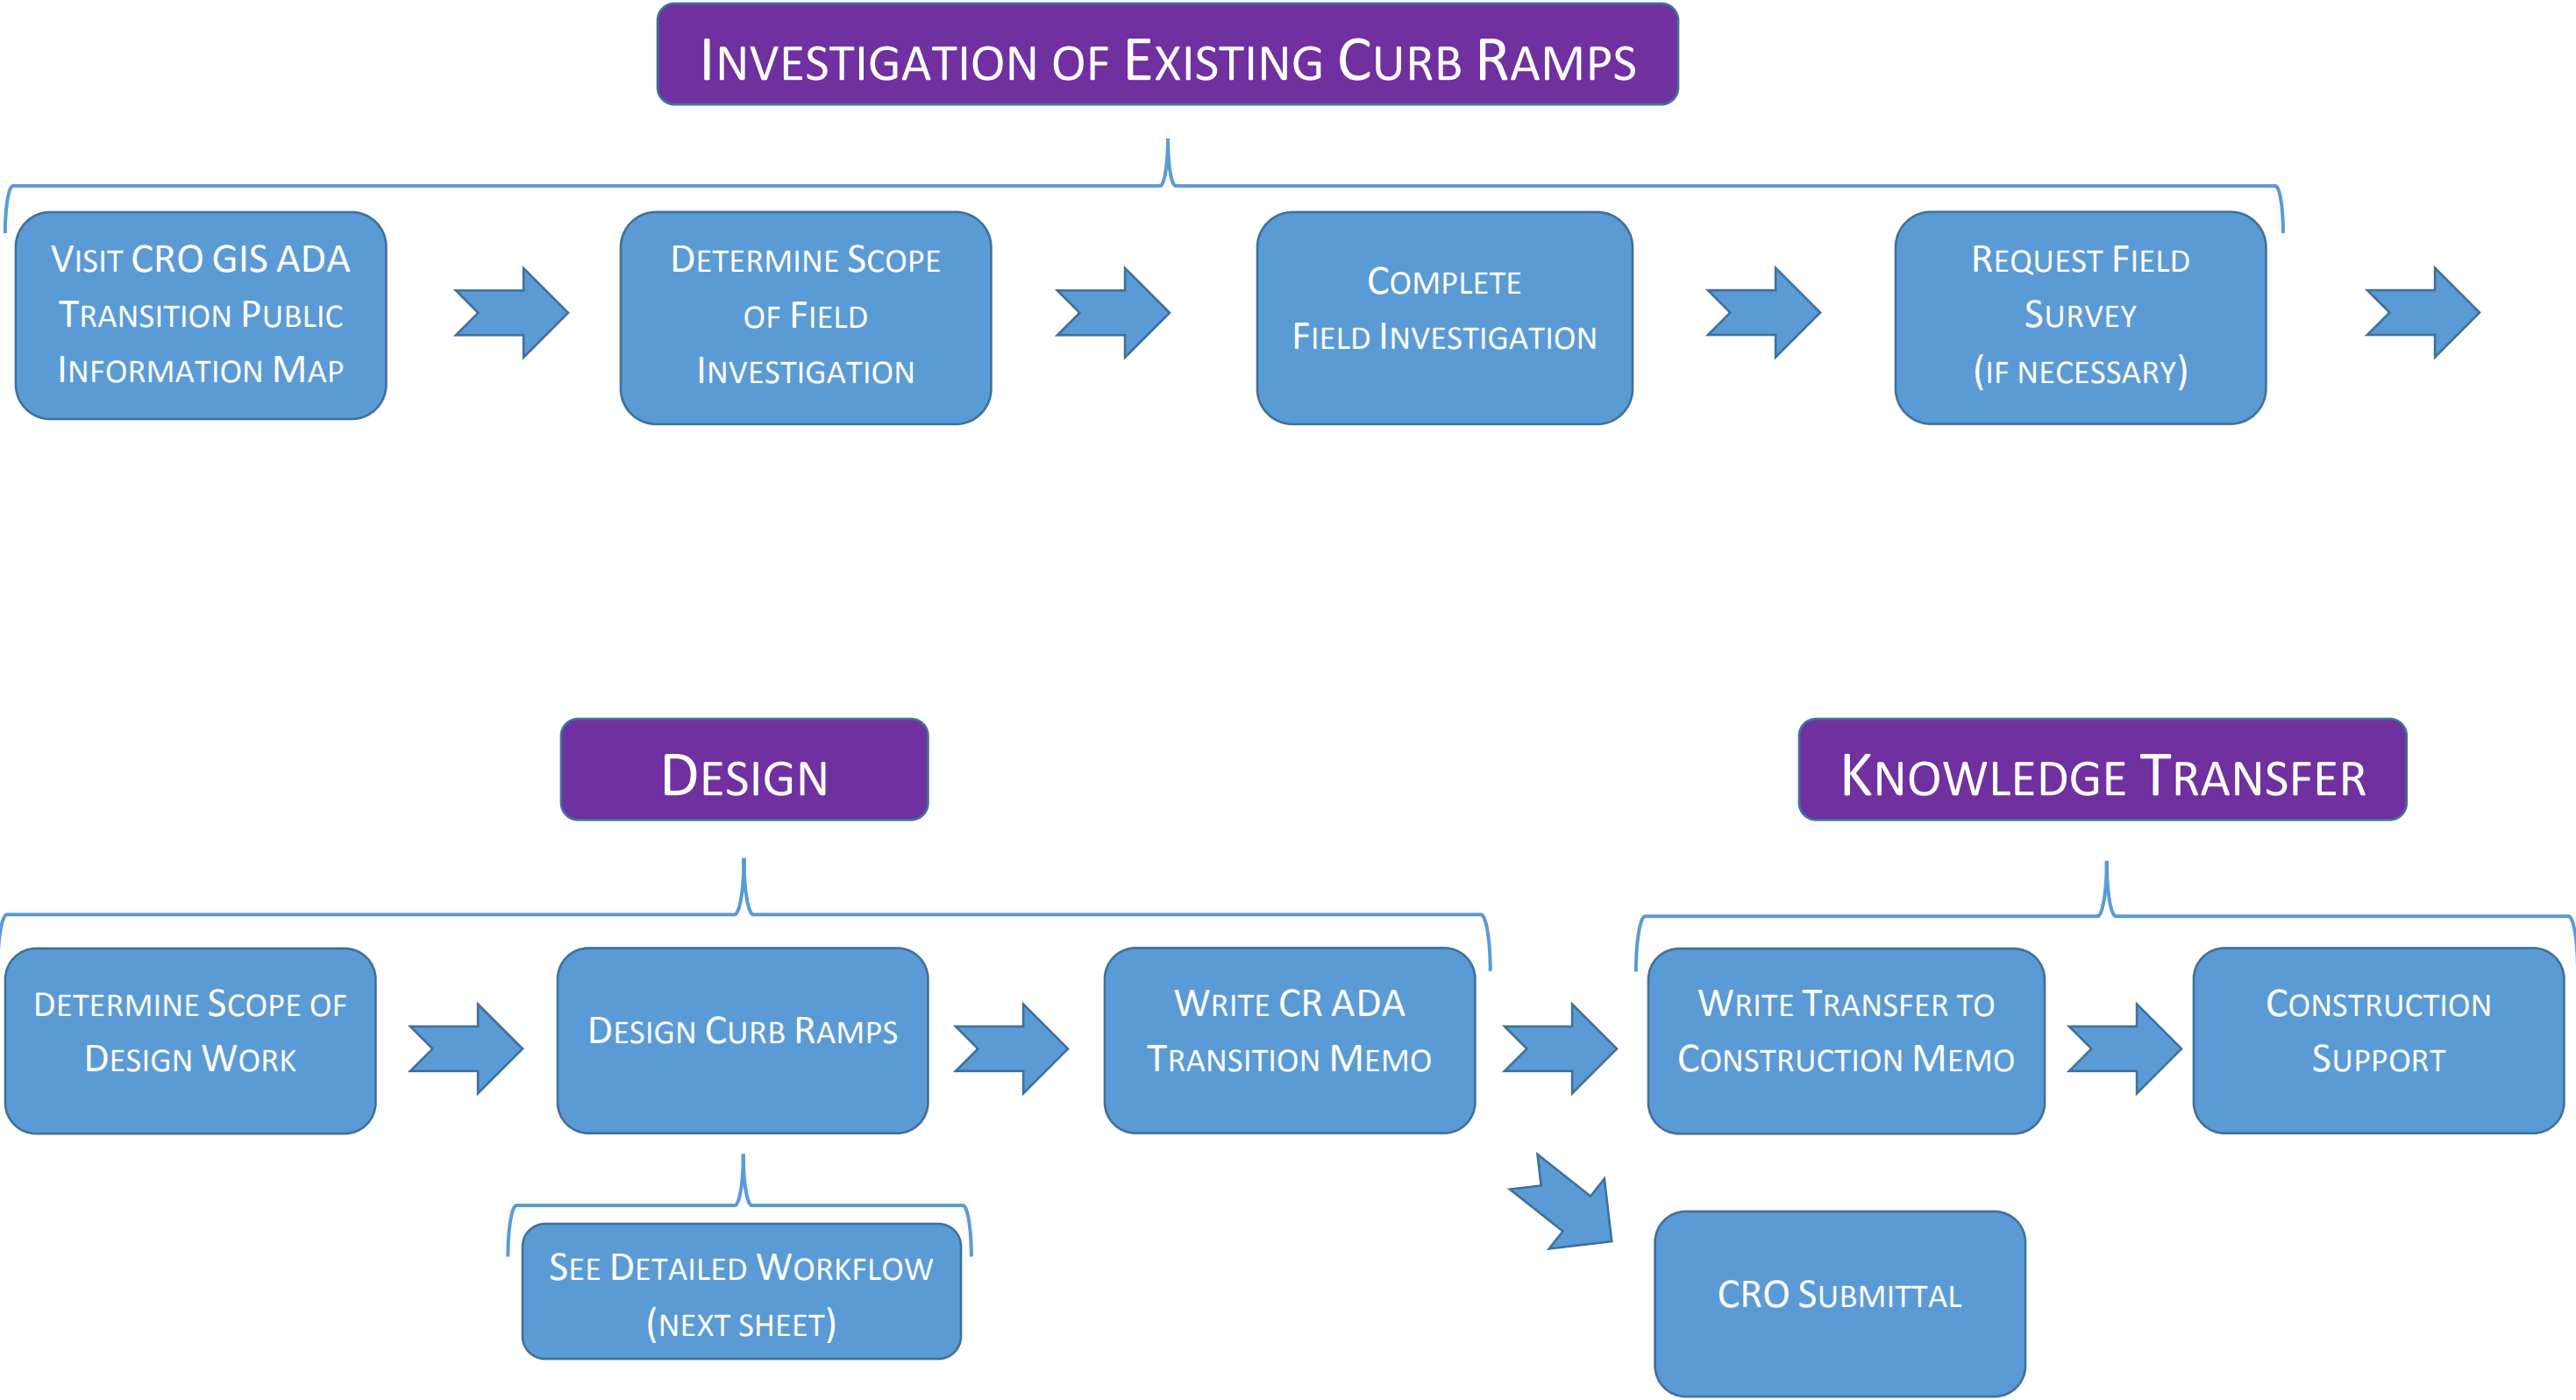 INVESTIGATION OF EXISTING CURB RAMPS
VISIT CRO GIS ADA
TRANSITION PUBLIC
INFORMATION MAP
DETERMINE SCOPE
OF FIELD
INVESTIGATION
COMPLETE
FIELD INVESTIGATION
REQUEST FIELD
SURVEY
(IF NECESSARY)
DESIGN
KNOWLEDGE TRANSFER
DETERMINE SCOPE OF
DESIGN WORK
DESIGN CURB RAMPS
WRITE CR ADA
TRANSITION MEMO
WRITE TRANSFER TO
CONSTRUCTION MEMO
CONSTRUCTION
SUPPORT
SEE DETAILED WORKFLOW
(NEXT SHEET)
CRO SUBMITTAL